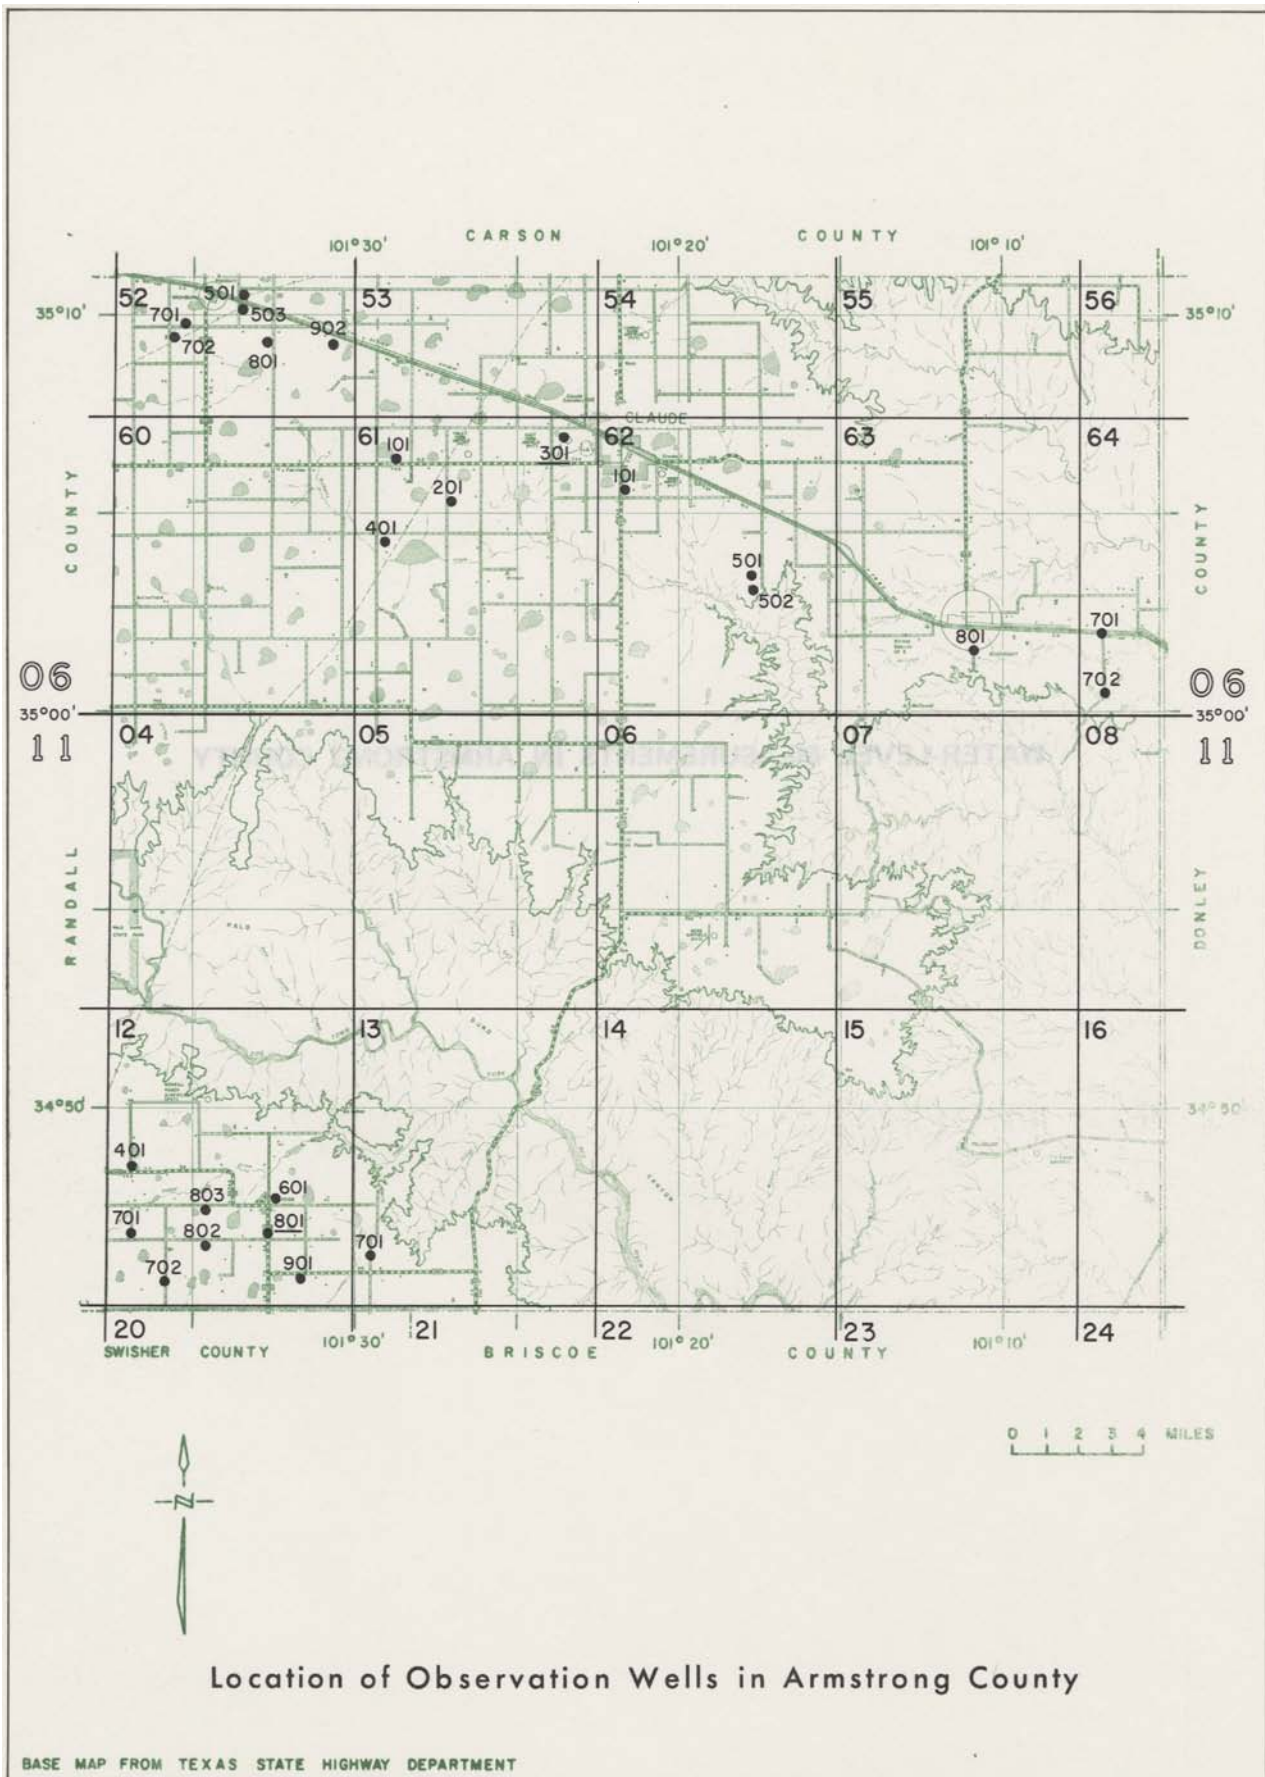 CARSON COUNTY
101°30' 101°20' 101°10'
52 501 53 54 55 56
35°10' 701 503 902 35°10'
702 801
CLAUDE
60 61 62 63 64
101 301
201 101
401
COUNTY COUNTY
501
502
701
801
702
06 06
35°00' 35°00'
11 04 05 06 07 08 11
RANDALL DONLEY
PALO
DURO
12 13 14 15 16
34°50' 34°50'
CANYON
401
601
803
701 802 801 701
702 901
20 21 22 23 24
101°30' 101°20' 101°10'
SWISHER COUNTY BRISCOE COUNTY
0 1 2 3 4 MILES
N
Location of Observation Wells in Armstrong County
BASE MAP FROM TEXAS STATE HIGHWAY DEPARTMENT